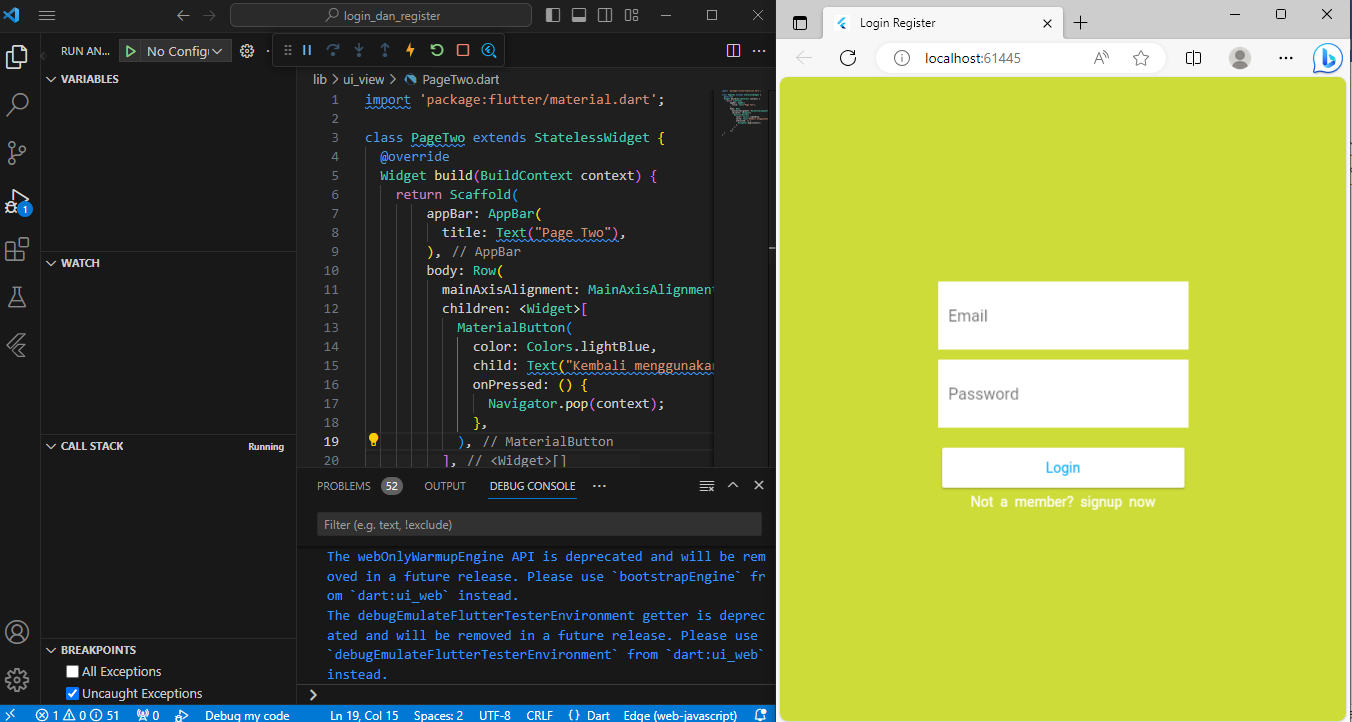 login_dan_register
RUN AN...
No Config
VARIABLES
WATCH
CALL STACK
Running
BREAKPOINTS
All Exceptions
Uncaught Exceptions
1
lib > ui_view > PageTwo.dart
1 import 'package:flutter/material.dart';
2
3 class PageTwo extends StatelessWidget {
4 @override
5 Widget build(BuildContext context) {
6 return Scaffold(
7 appBar: AppBar(
8 title: Text("Page Two"),
9 ), // AppBar
10 body: Row(
11 mainAxisAlignment: MainAxisAlignment
12 children: <Widget>[
13 MaterialButton(
14 color: Colors.lightBlue,
15 child: Text("Kembali menggunakan
16 onPressed: () {
17 Navigator.pop(context);
18 },
19 ), // MaterialButton
20 ], // <Widget>[]
PROBLEMS 52 OUTPUT DEBUG CONSOLE ...
Filter (e.g. text, !exclude)
The webOnlyWarmupEngine API is deprecated and will be rem
oved in a future release. Please use `bootstrapEngine` fr
om `dart:ui_web` instead.
The debugEmulateFlutterTesterEnvironment getter is deprec
ated and will be removed in a future release. Please use
`debugEmulateFlutterTesterEnvironment` from `dart:ui_web`
instead.
1 0 51 0 Debug my code Ln 19, Col 15 Spaces: 2 UTF-8 CRLF {} Dart Edge (web-javascript)
Login Register
localhost:61445
Email
Password
Login
Not a member? signup now